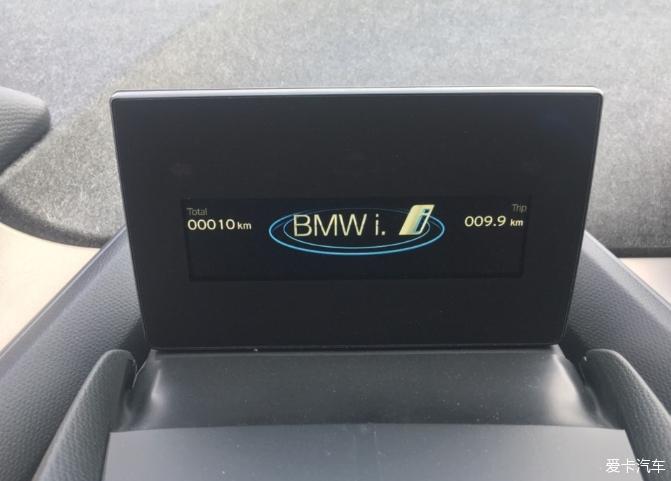 Total
00010 km
BMW i. i
Trip
009.9 km
爱卡汽车